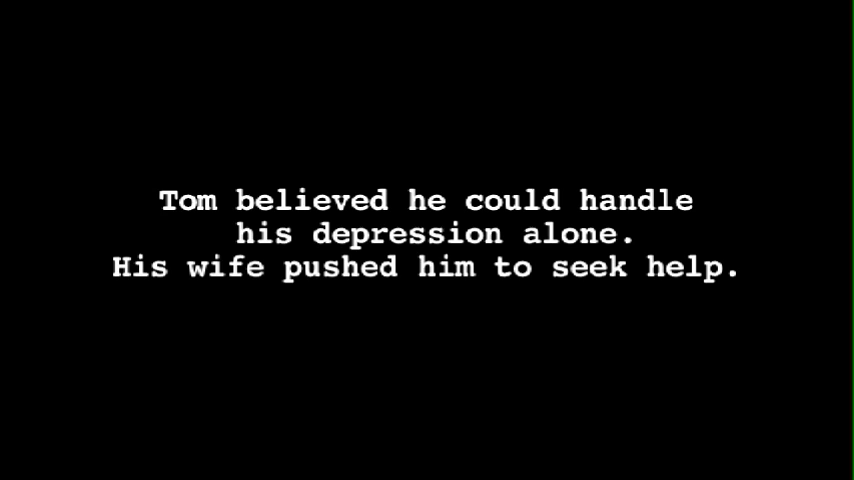 Tom believed he could handle
his depression alone.
His wife pushed him to seek help.